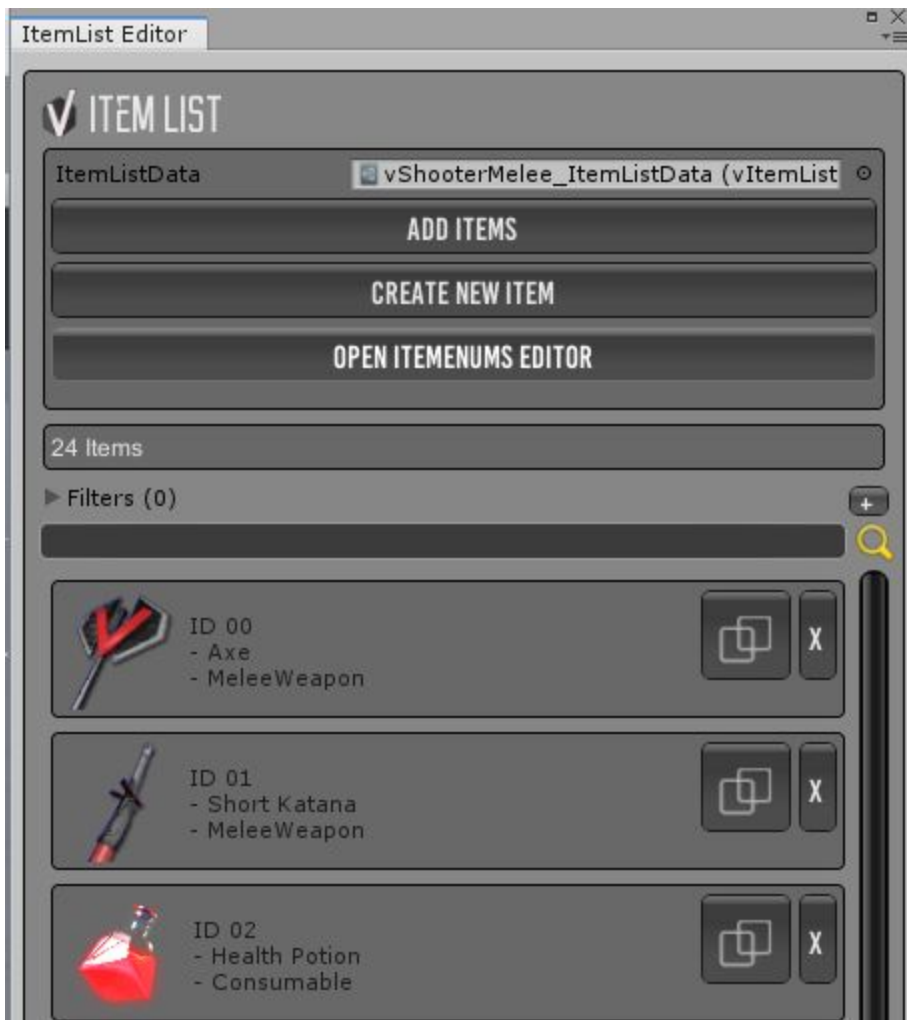 ItemList Editor
ITEM LIST
ItemListData vShooterMelee_ItemListData (vItemList
ADD ITEMS
CREATE NEW ITEM
OPEN ITEMENUMS EDITOR
24 Items
Filters (0)
+
ID 00
- Axe
- MeleeWeapon
X
ID 01
- Short Katana
- MeleeWeapon
X
ID 02
- Health Potion
- Consumable
X